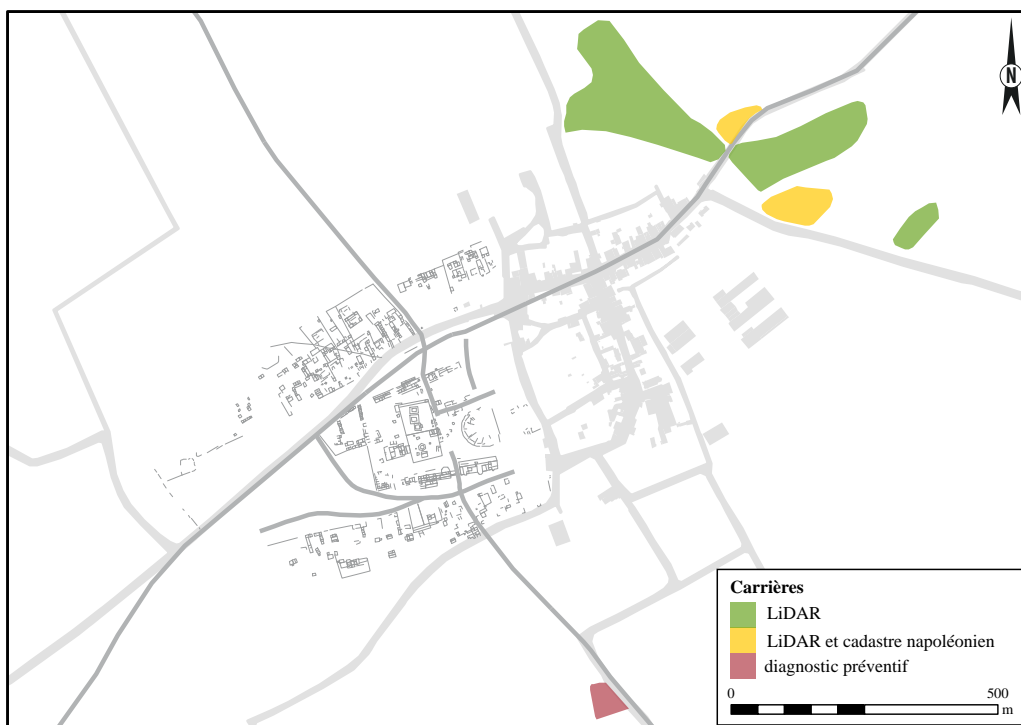 N
Carrières
LiDAR
LiDAR et cadastre napoléonien
diagnostic préventif
0 500
m